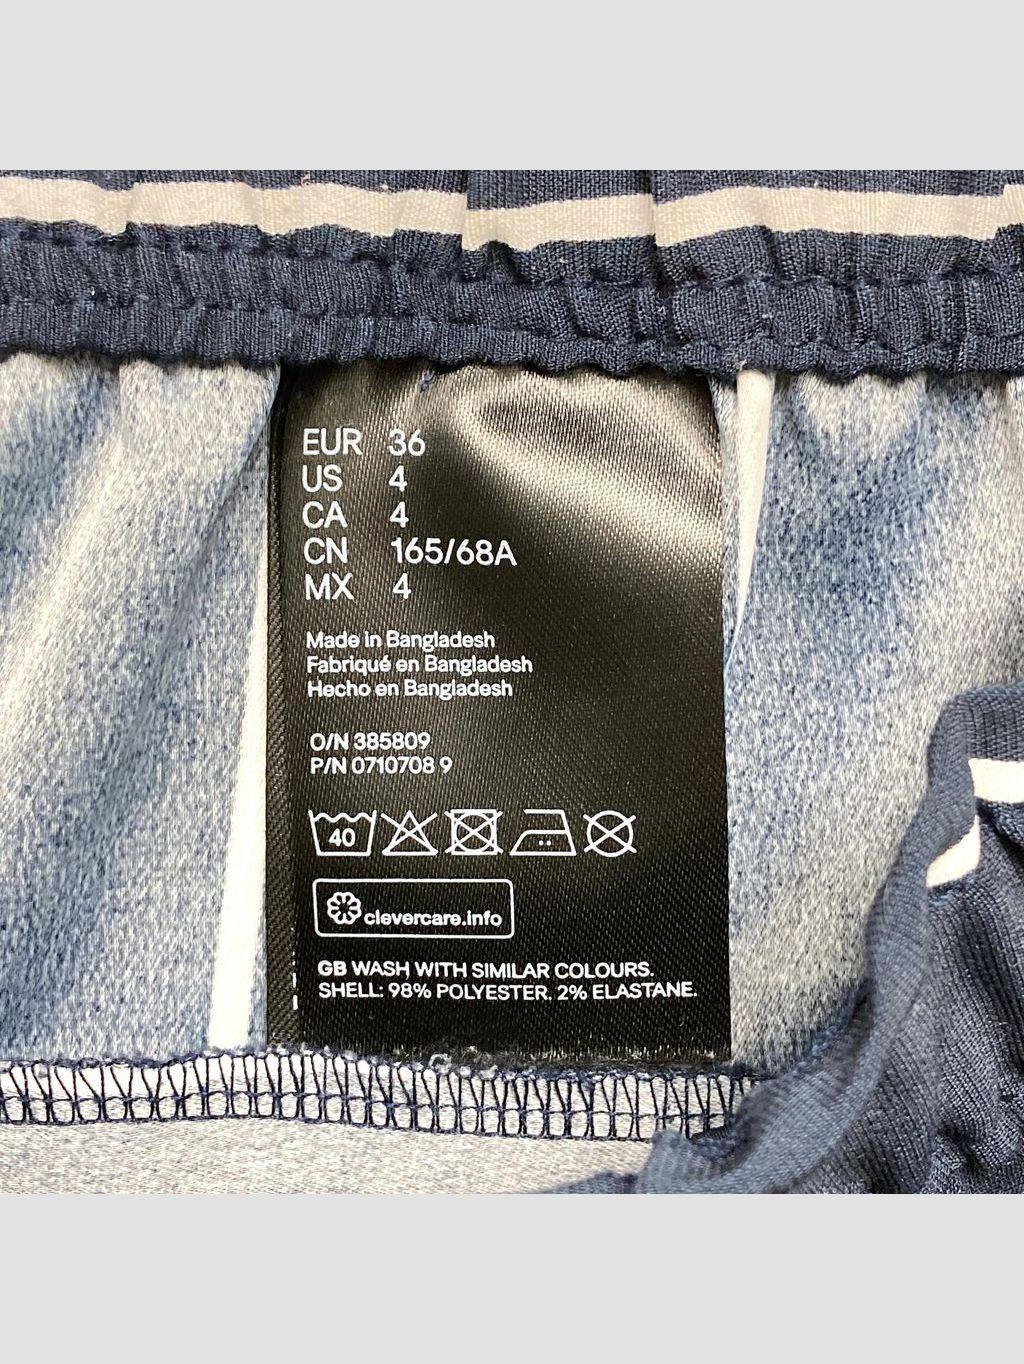 EUR 36
US 4
CA 4
CN 165/68A
MX 4
Made in Bangladesh
Fabriqué en Bangladesh
Hecho en Bangladesh
O/N 385809
P/N 0710708 9
40
clevercare.info
GB WASH WITH SIMILAR COLOURS.
SHELL: 98% POLYESTER. 2% ELASTANE.